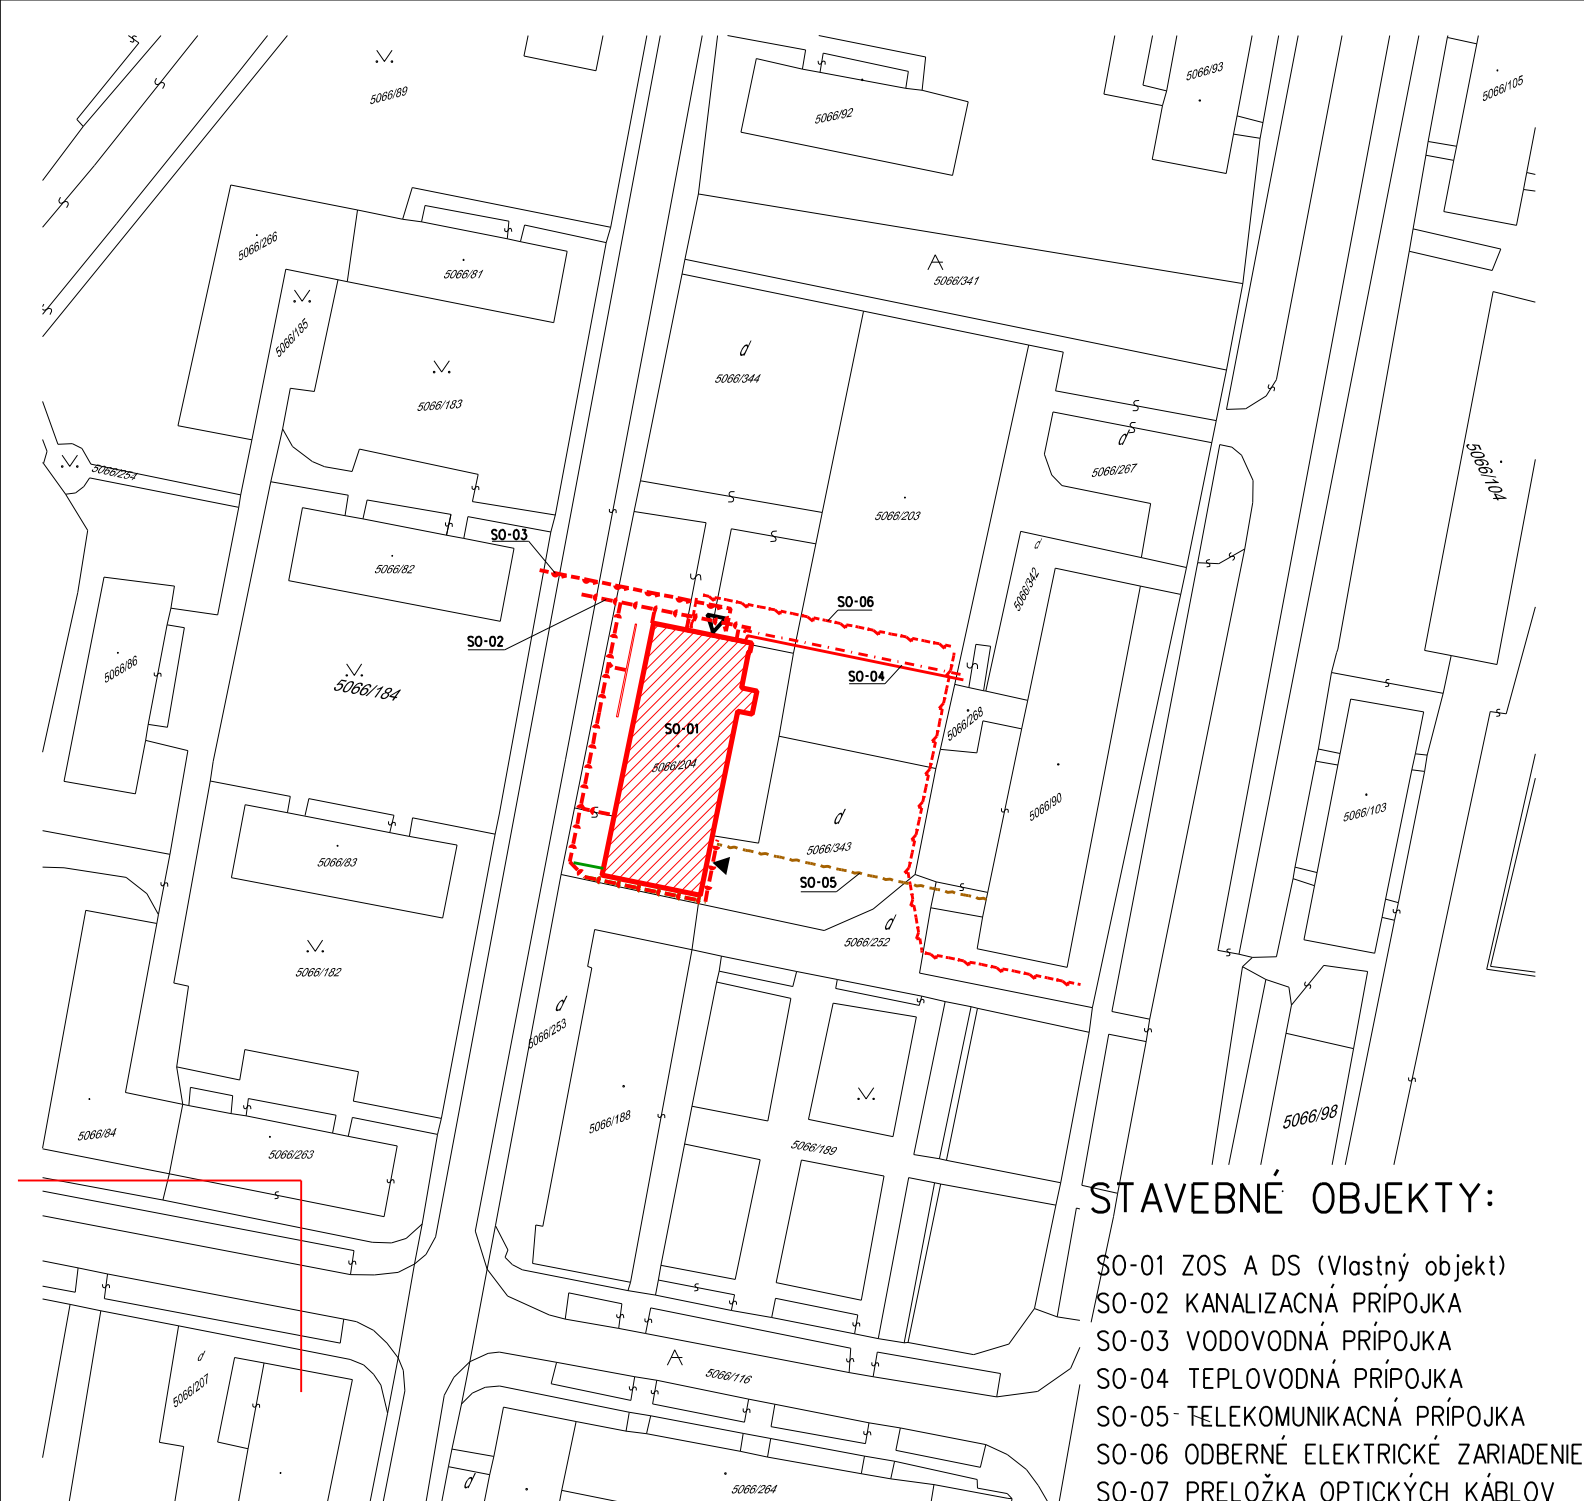 5066/89
5066/92
5066/93
5066/105
5066/266
5066/81
5066/341
5066/185
5066/183
5066/344
5066/267
5066/254
5066/104
5066/203
SO-03
5066/82
5066/342
SO-06
SO-02
5066/86
SO-04
5066/184
5066/268
SO-01
5066/204
5066/90
5066/103
5066/343
5066/83
SO-05
5066/252
5066/182
5066/253
5066/188
5066/98
5066/84
5066/189
5066/263
STAVEBNÉ OBJEKTY:
SO-01 ZOS A DS (Vlastný objekt)
SO-02 KANALIZACNÁ PRÍPOJKA
SO-03 VODOVODNÁ PRÍPOJKA
SO-04 TEPLOVODNÁ PRÍPOJKA
SO-05 TELEKOMUNIKACNÁ PRÍPOJKA
SO-06 ODBERNÉ ELEKTRICKÉ ZARIADENIE
SO-07 PRELOŽKA OPTICKÝCH KÁBLOV
5066/116
5066/207
5066/264